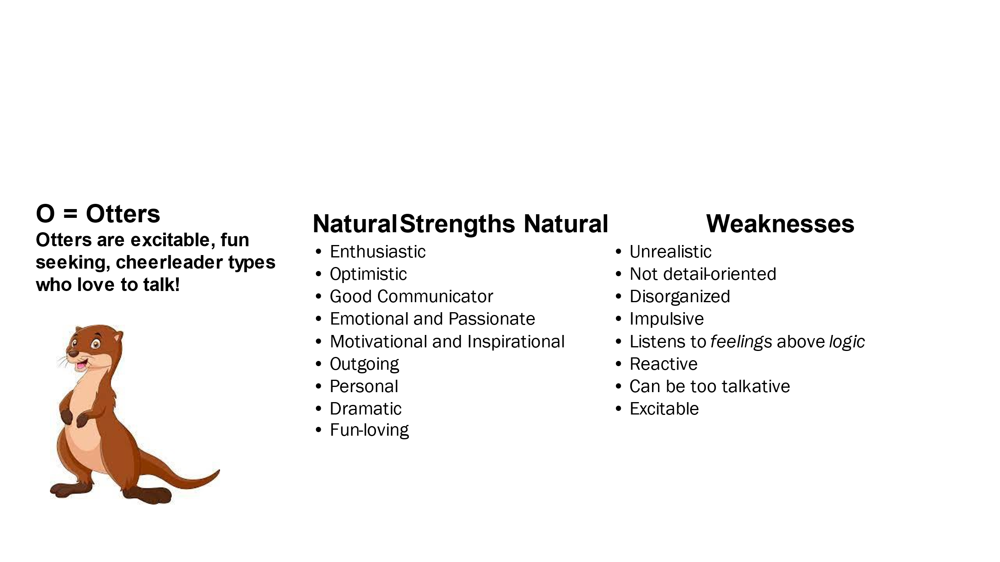 O = Otters
Otters are excitable, fun
seeking, cheerleader types
who love to talk!
Natural Strengths Natural Weaknesses
• Enthusiastic
• Optimistic
• Good Communicator
• Emotional and Passionate
• Motivational and Inspirational
• Outgoing
• Personal
• Dramatic
• Fun-loving
• Unrealistic
• Not detail-oriented
• Disorganized
• Impulsive
• Listens to feelings above logic
• Reactive
• Can be too talkative
• Excitable